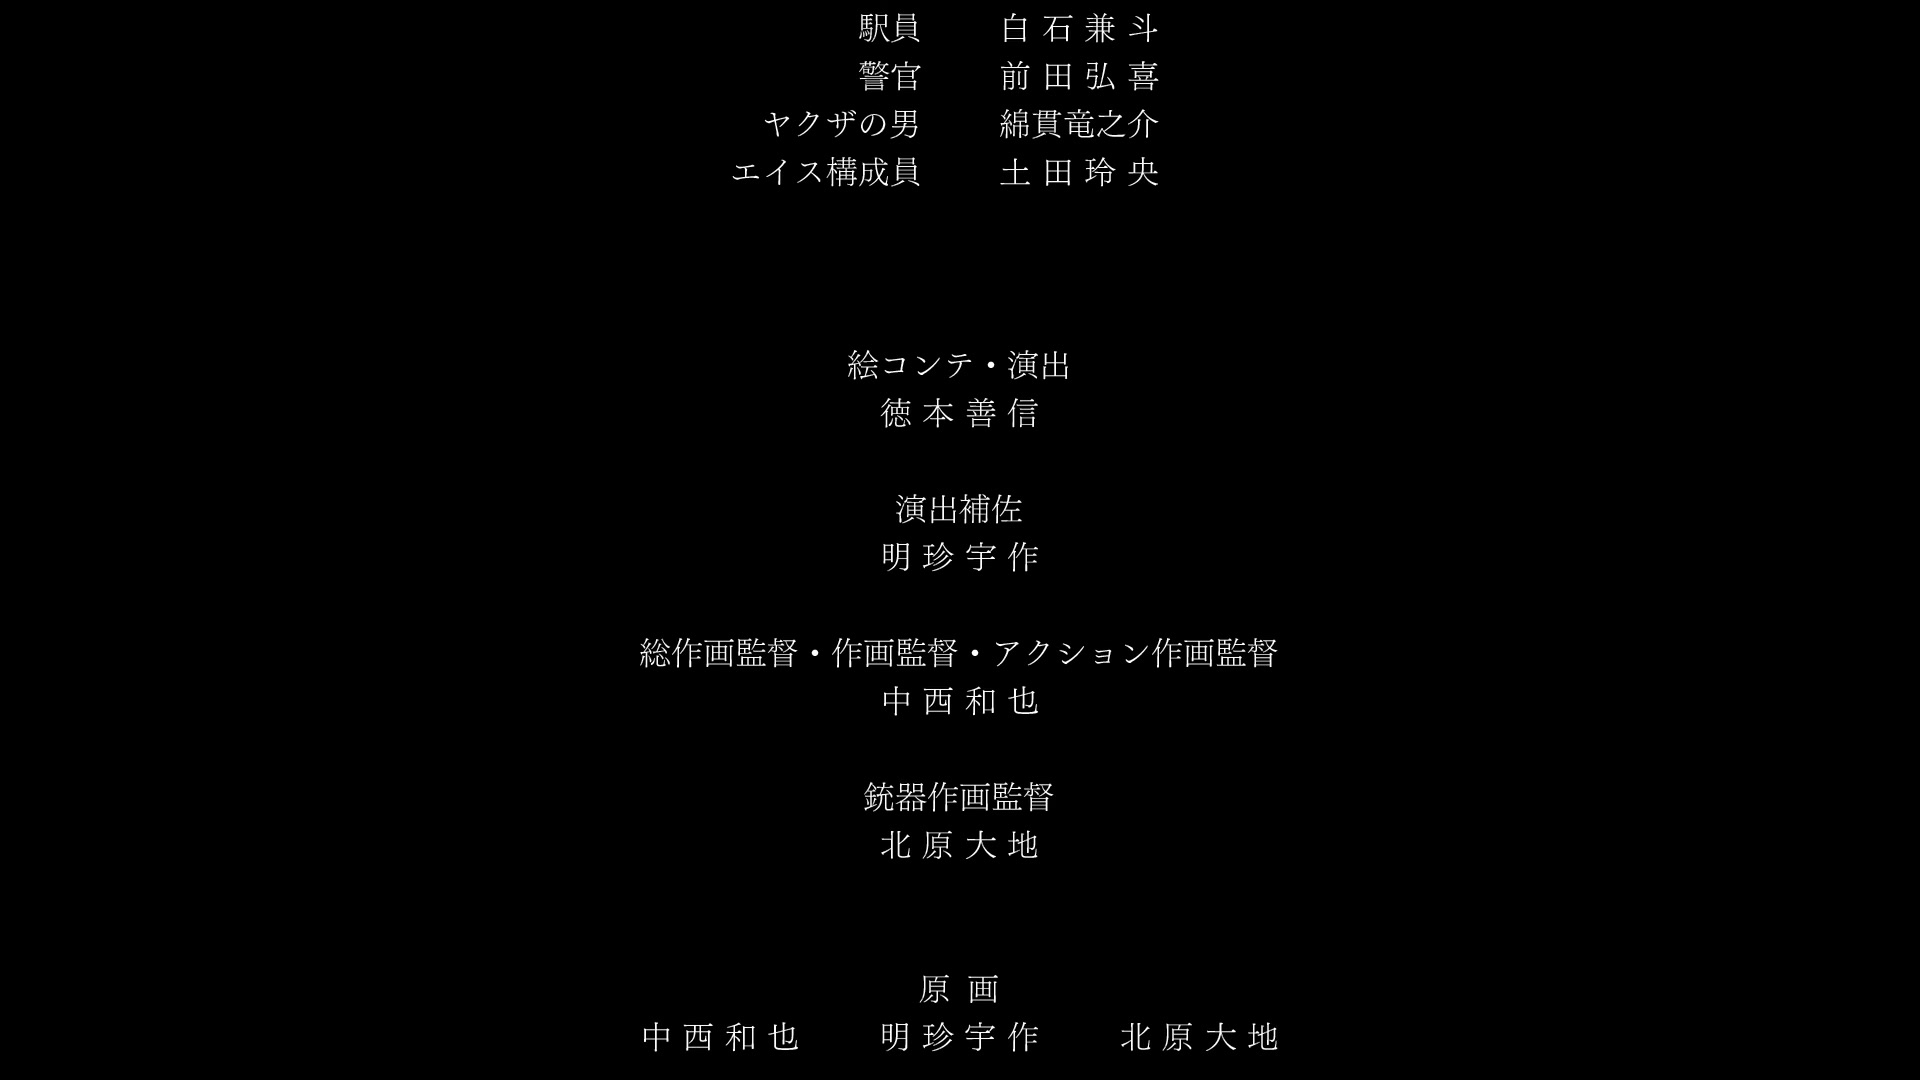 駅員 白石兼斗
警官 前田弘喜
ヤクザの男 綿貫竜之介
エイス構成員 土田玲央
絵コンテ・演出
徳本善信
演出補佐
明珍宇作
総作画監督・作画監督・アクション作画監督
中西和也
銃器作画監督
北原大地
原画
中西和也 明珍宇作 北原大地